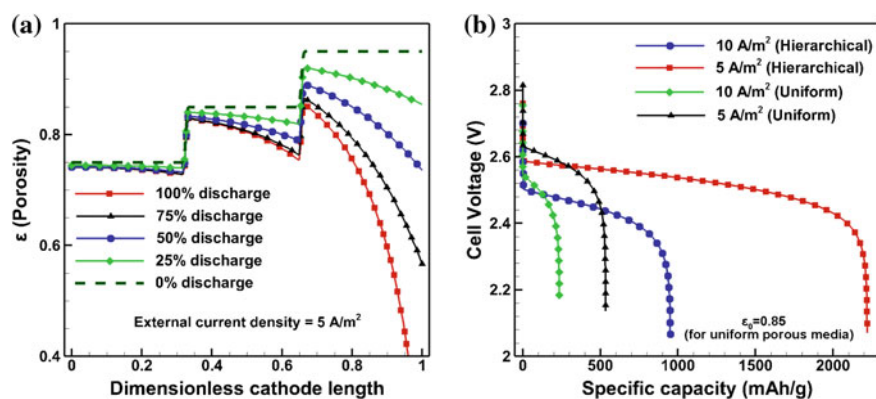 (a)
1
0.8
0.6
0.4
ε (Porosity)
100% discharge
75% discharge
50% discharge
25% discharge
0% discharge
External current density = 5 A/m²
0
0.2
0.4
0.6
0.8
1
Dimensionless cathode length
(b)
3
2.8
2.6
2.4
2.2
2
Cell Voltage (V)
10 A/m² (Hierarchical)
5 A/m² (Hierarchical)
10 A/m² (Uniform)
5 A/m² (Uniform)
ε₀=0.85
(for uniform porous media)
0
500
1000
1500
2000
Specific capacity (mAh/g)